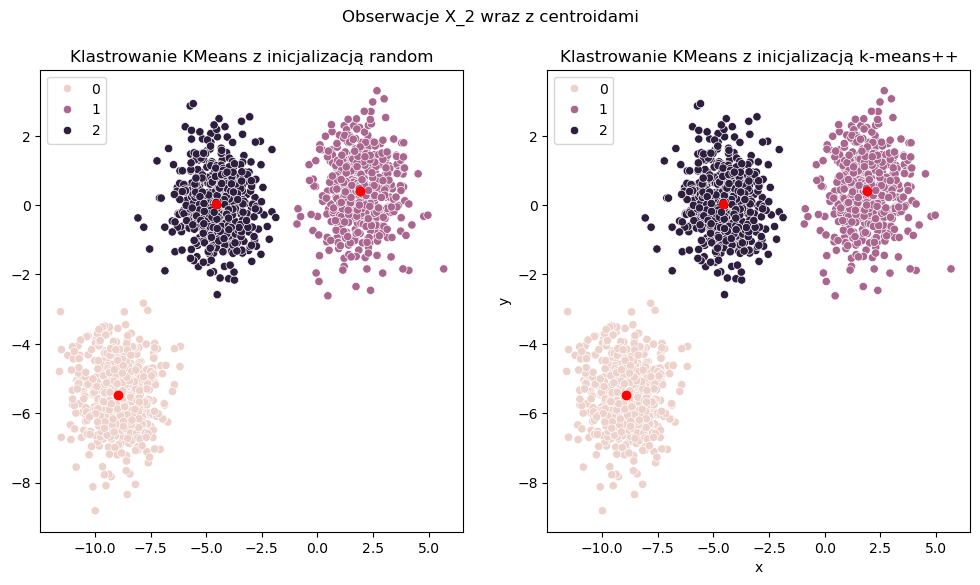 Obserwacje X_2 wraz z centroidami
Klastrowanie KMeans z inicjalizacją random
0
1
2
2
0
−2
−4
−6
−8
−10.0 −7.5 −5.0 −2.5 0.0 2.5 5.0
Klastrowanie KMeans z inicjalizacją k-means++
0
1
2
y
2
0
−2
−4
−6
−8
−10.0 −7.5 −5.0 −2.5 0.0 2.5 5.0
x